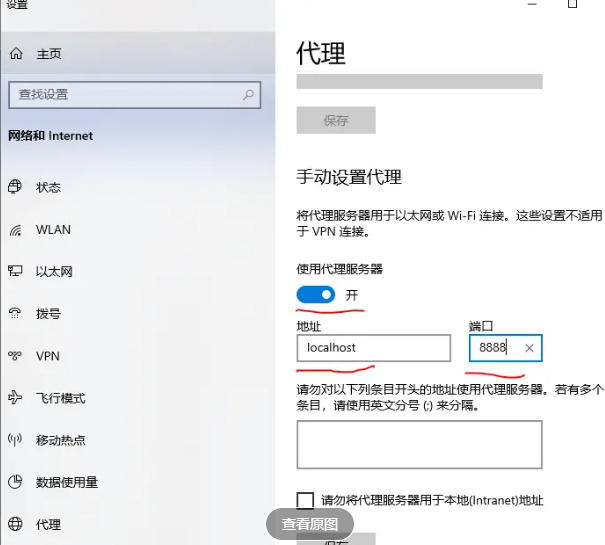 设置
主页
查找设置
网络和 Internet
状态
WLAN
以太网
拨号
VPN
飞行模式
移动热点
数据使用量
代理
代理
保存
手动设置代理
将代理服务器用于以太网或 Wi-Fi 连接。这些设置不适用
于 VPN 连接。
使用代理服务器
开
地址
端口
localhost
8888
请勿对以下列条目开头的地址使用代理服务器。若有多个
条目，请使用英文分号 (;) 来分隔。
请勿将代理服务器用于本地(Intranet)地址
查看原图
保存